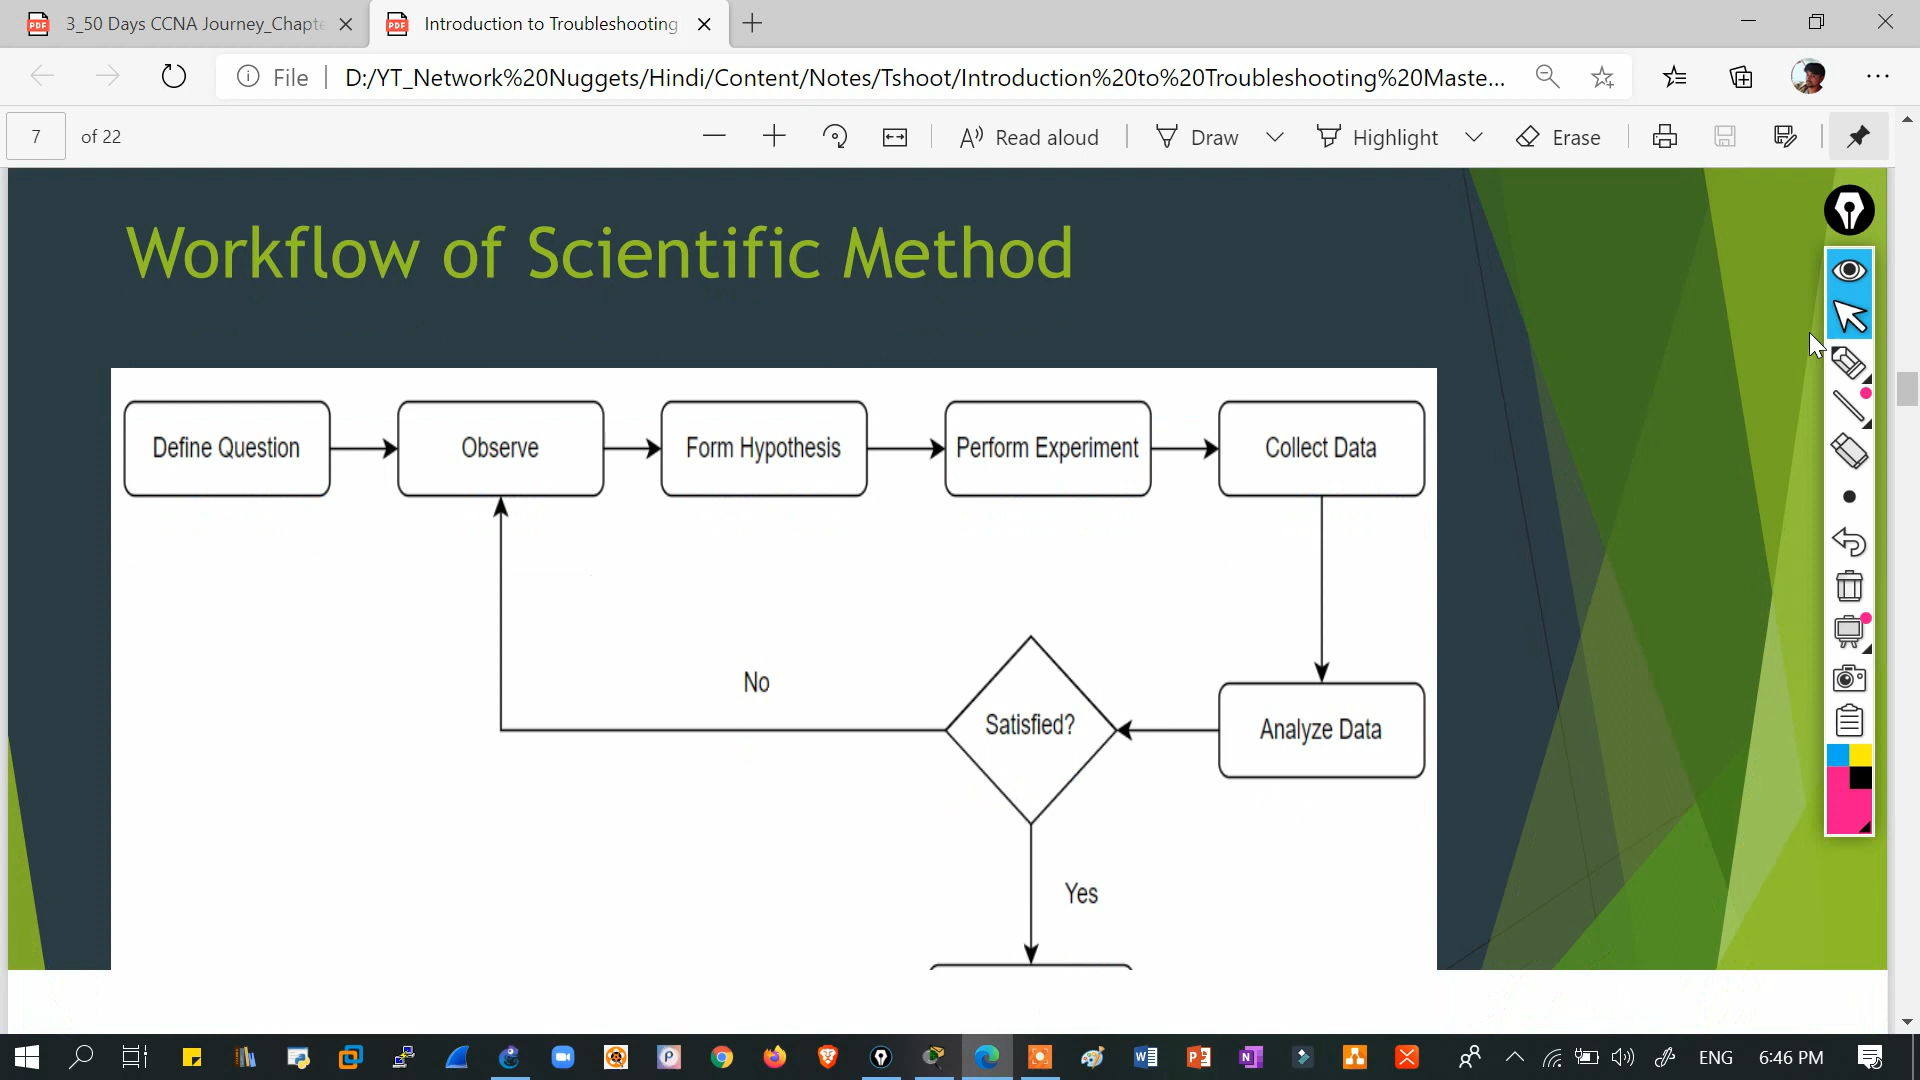 3_50 Days CCNA Journey_Chapte
Introduction to Troubleshooting
File
D:/YT_Network%20Nuggets/Hindi/Content/Notes/Tshoot/Introduction%20to%20Troubleshooting%20Maste...
7 of 22
Read aloud
Draw
Highlight
Erase
Workflow of Scientific Method
Define Question
Observe
Form Hypothesis
Perform Experiment
Collect Data
No
Satisfied?
Analyze Data
Yes
ENG
6:46 PM